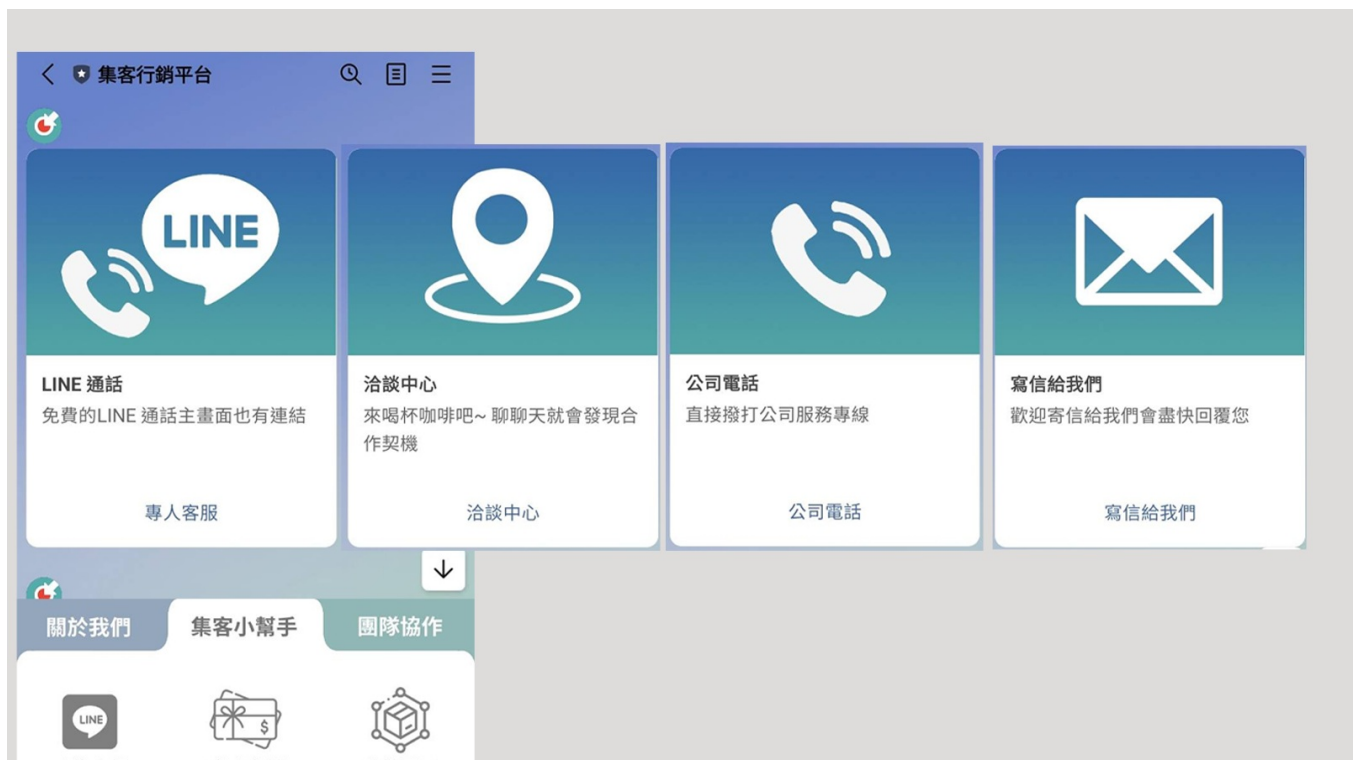 集客行銷平台
LINE
LINE 通話
免費的LINE 通話主畫面也有連結
專人客服
洽談中心
來喝杯咖啡吧~ 聊聊天就會發現合
作契機
洽談中心
公司電話
直接撥打公司服務專線
公司電話
寫信給我們
歡迎寄信給我們會盡快回覆您
寫信給我們
關於我們
集客小幫手
團隊協作
LINE
$